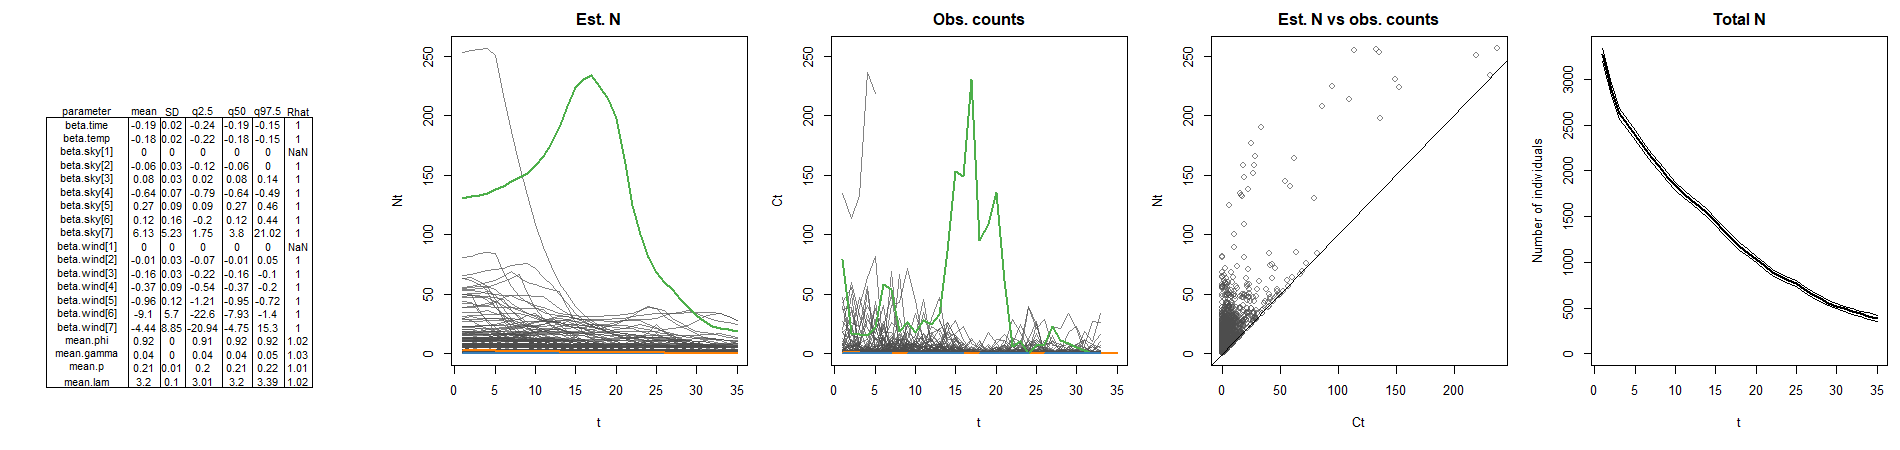 parameter mean SD q2.5 q50 q97.5 Rhat
beta.time -0.19 0.02 -0.24 -0.19 -0.15 1
beta.temp -0.18 0.02 -0.22 -0.18 -0.15 1
beta.sky[1] 0 0 0 0 0 NaN
beta.sky[2] -0.06 0.03 -0.12 -0.06 0 1
beta.sky[3] 0.08 0.03 0.02 0.08 0.14 1
beta.sky[4] -0.64 0.07 -0.79 -0.64 -0.49 1
beta.sky[5] 0.27 0.09 0.09 0.27 0.46 1
beta.sky[6] 0.12 0.16 -0.2 0.12 0.44 1
beta.sky[7] 6.13 5.23 1.75 3.8 21.02 1
beta.wind[1] 0 0 0 0 0 NaN
beta.wind[2] -0.01 0.03 -0.07 -0.01 0.05 1
beta.wind[3] -0.16 0.03 -0.22 -0.16 -0.1 1
beta.wind[4] -0.37 0.09 -0.54 -0.37 -0.2 1
beta.wind[5] -0.96 0.12 -1.21 -0.95 -0.72 1
beta.wind[6] -9.1 5.7 -22.6 -7.93 -1.4 1
beta.wind[7] -4.44 8.85 -20.94 -4.75 15.3 1
mean.phi 0.92 0 0.91 0.92 0.92 1.02
mean.gamma 0.04 0 0.04 0.04 0.05 1.03
mean.p 0.21 0.01 0.2 0.21 0.22 1.01
mean.lam 3.2 0.1 3.01 3.2 3.39 1.02
Est. N
Nt
250
200
150
100
50
0
0 5 10 15 20 25 30 35
t
Obs. counts
Ct
250
200
150
100
50
0
0 5 10 15 20 25 30 35
t
Est. N vs obs. counts
Nt
250
200
150
100
50
0
0 50 100 150 200
Ct
Total N
Number of individuals
3000
2500
2000
1500
1000
500
0
0 5 10 15 20 25 30 35
t